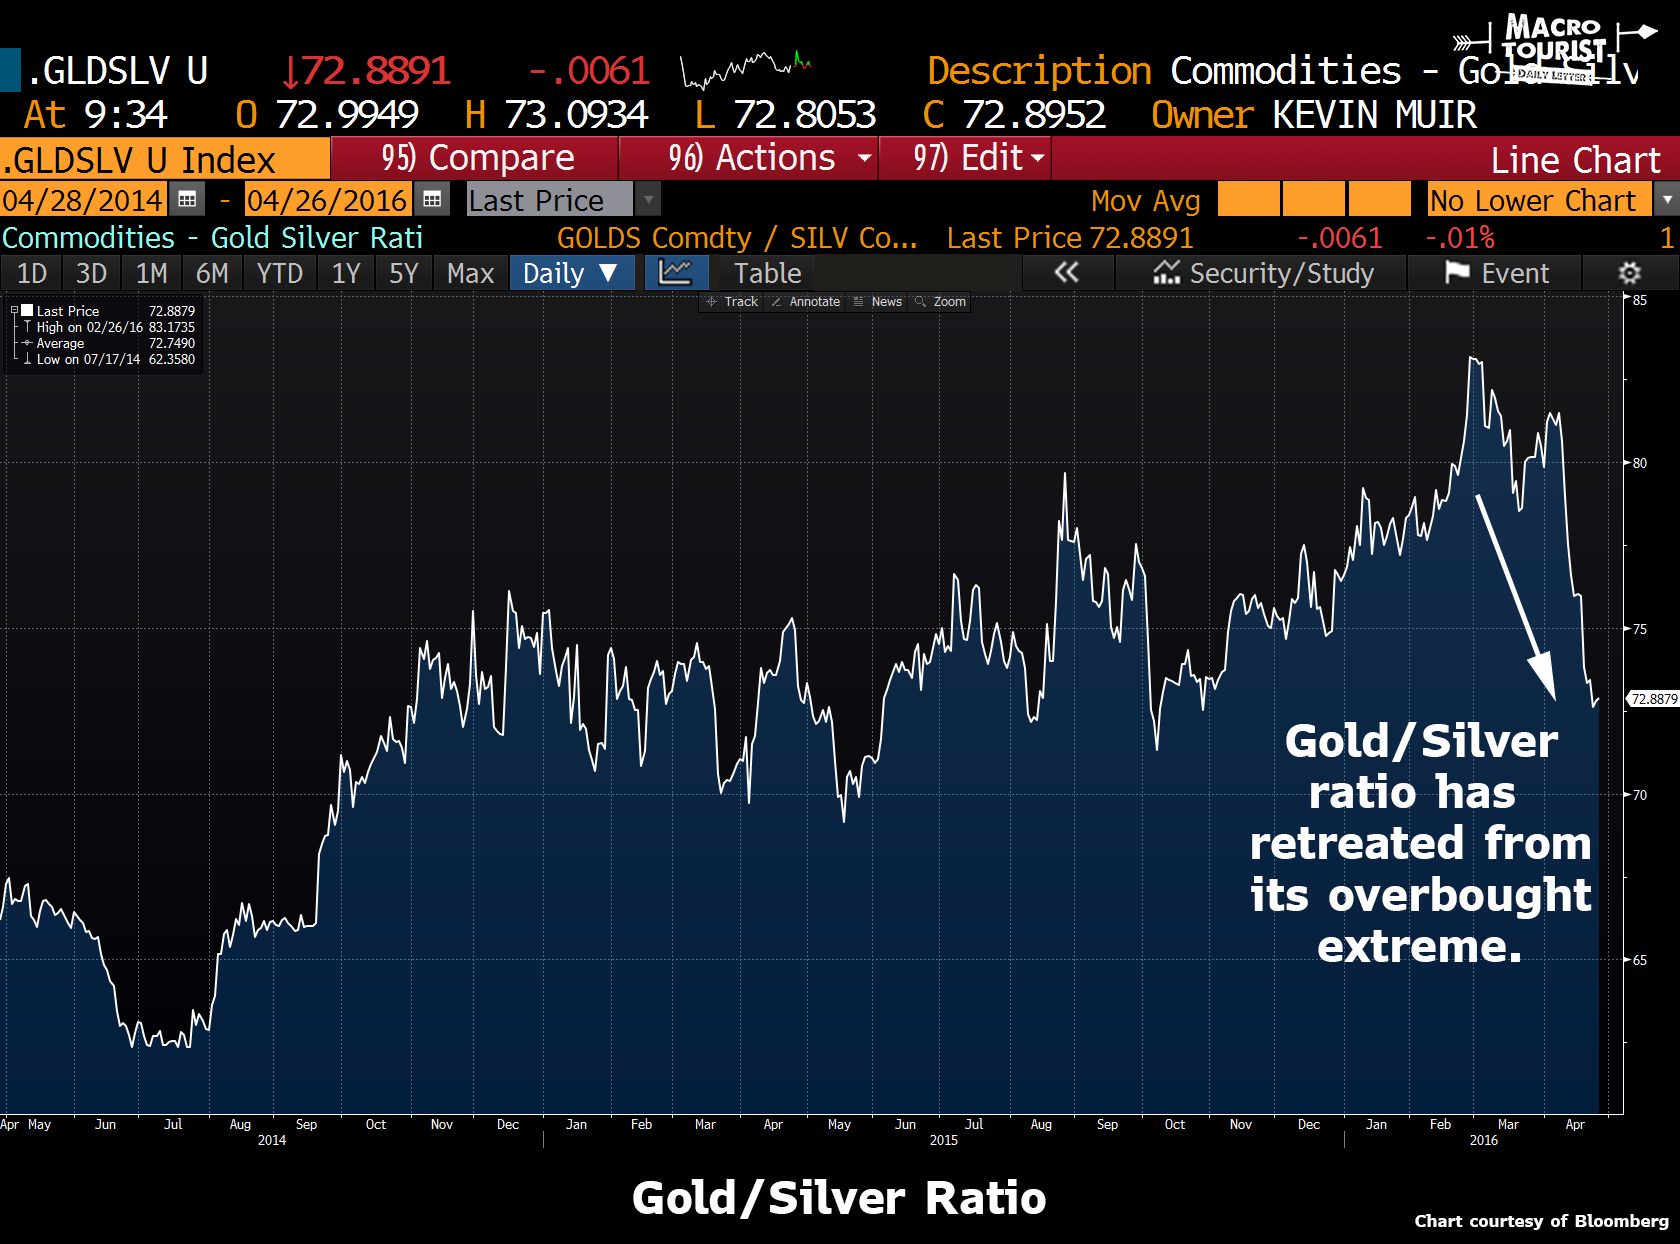 MACRO
TOURIST
DAILY LETTER
.GLDSLV U ↓72.8891 -.0061 Description Commodities - Gold Silv
At 9:34 O 72.9949 H 73.0934 L 72.8053 C 72.8952 Owner KEVIN MUIR
.GLDSLV U Index 95) Compare 96) Actions 97) Edit Line Chart
04/28/2014 - 04/26/2016 Last Price Mov Avg No Lower Chart
Commodities - Gold Silver Rati GOLDS Comdty / SILV Co... Last Price 72.8891 -.0061 -.01% 1
1D 3D 1M 6M YTD 1Y 5Y Max Daily ▼ Table « Security/Study Event
Track Annotate News Zoom
Last Price 72.8879
High on 02/26/16 83.1735
Average 72.7490
Low on 07/17/14 62.3580
85
80
75
72.8879
70
65
Gold/Silver
ratio has
retreated from
its overbought
extreme.
Apr May Jun Jul Aug Sep Oct Nov Dec Jan Feb Mar Apr May Jun Jul Aug Sep Oct Nov Dec Jan Feb Mar Apr
2014 2015 2016
Gold/Silver Ratio
Chart courtesy of Bloomberg